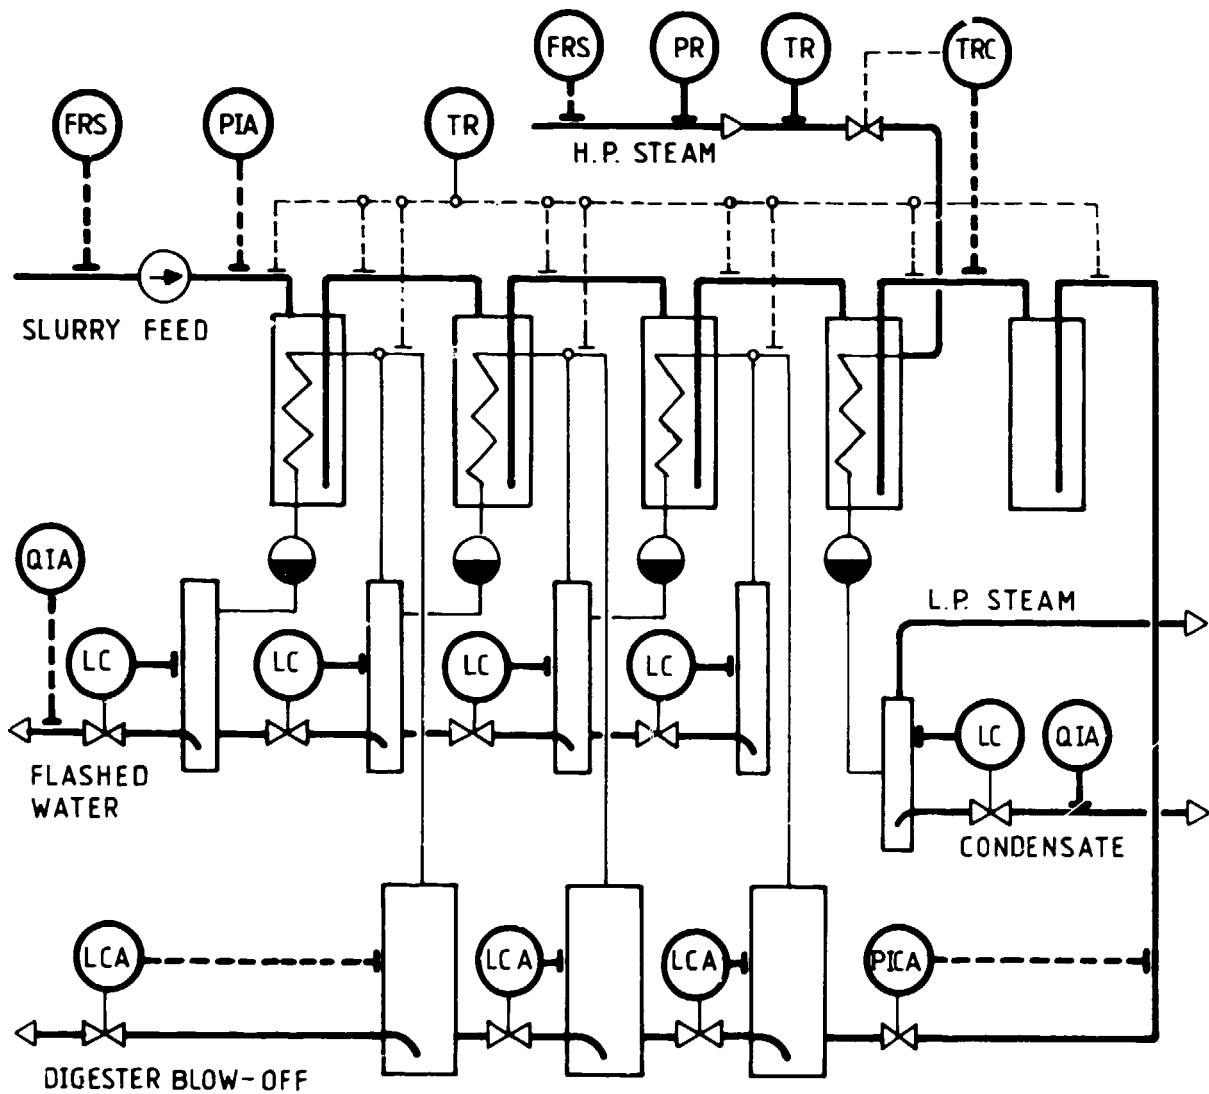 FRS
PR
TR
TRC
FRS
PIA
TR
H.P. STEAM
SLURRY FEED
QIA
L.P. STEAM
LC
LC
LC
LC
LC
QIA
FLASHED
WATER
CONDENSATE
LCA
LCA
LCA
PICA
DIGESTER BLOW-OFF